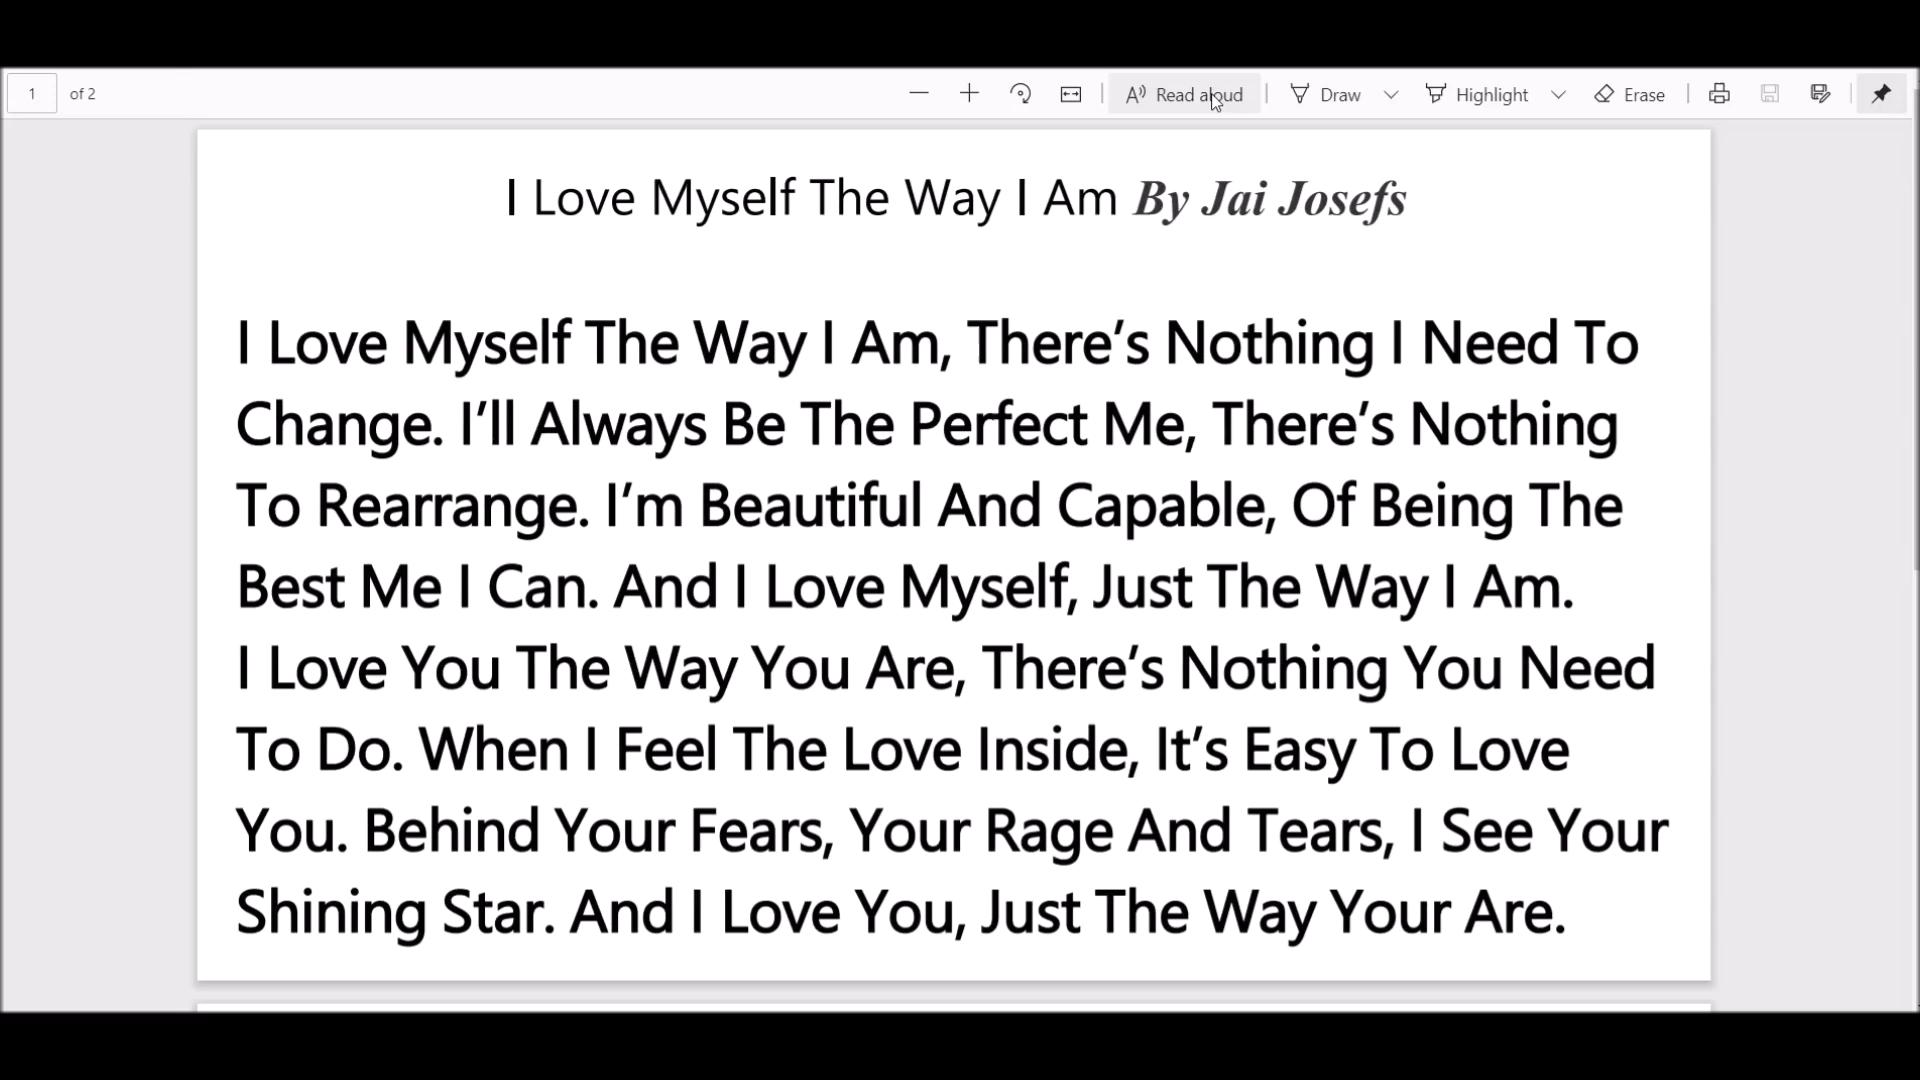 1 of 2 Read aloud Draw Highlight Erase
I Love Myself The Way I Am By Jai Josefs
I Love Myself The Way I Am, There's Nothing I Need To
Change. I'll Always Be The Perfect Me, There's Nothing
To Rearrange. I'm Beautiful And Capable, Of Being The
Best Me I Can. And I Love Myself, Just The Way I Am.
I Love You The Way You Are, There's Nothing You Need
To Do. When I Feel The Love Inside, It's Easy To Love
You. Behind Your Fears, Your Rage And Tears, I See Your
Shining Star. And I Love You, Just The Way Your Are.